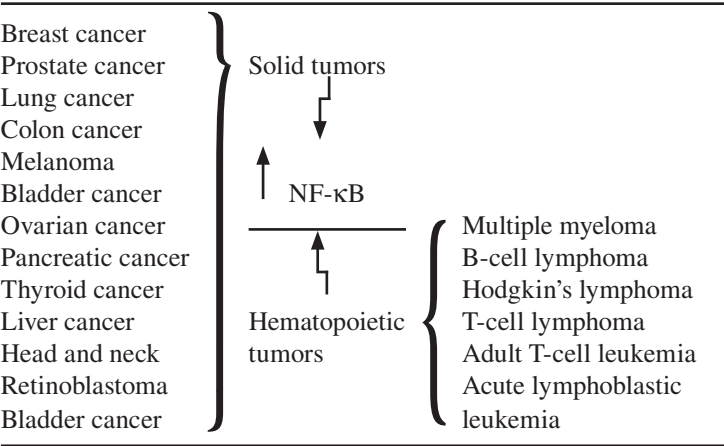 Breast cancer
Prostate cancer
Lung cancer
Colon cancer
Melanoma
Bladder cancer
Ovarian cancer
Pancreatic cancer
Thyroid cancer
Liver cancer
Head and neck
Retinoblastoma
Bladder cancer
Solid tumors
NF-κB
Hematopoietic
tumors
Multiple myeloma
B-cell lymphoma
Hodgkin's lymphoma
T-cell lymphoma
Adult T-cell leukemia
Acute lymphoblastic
leukemia